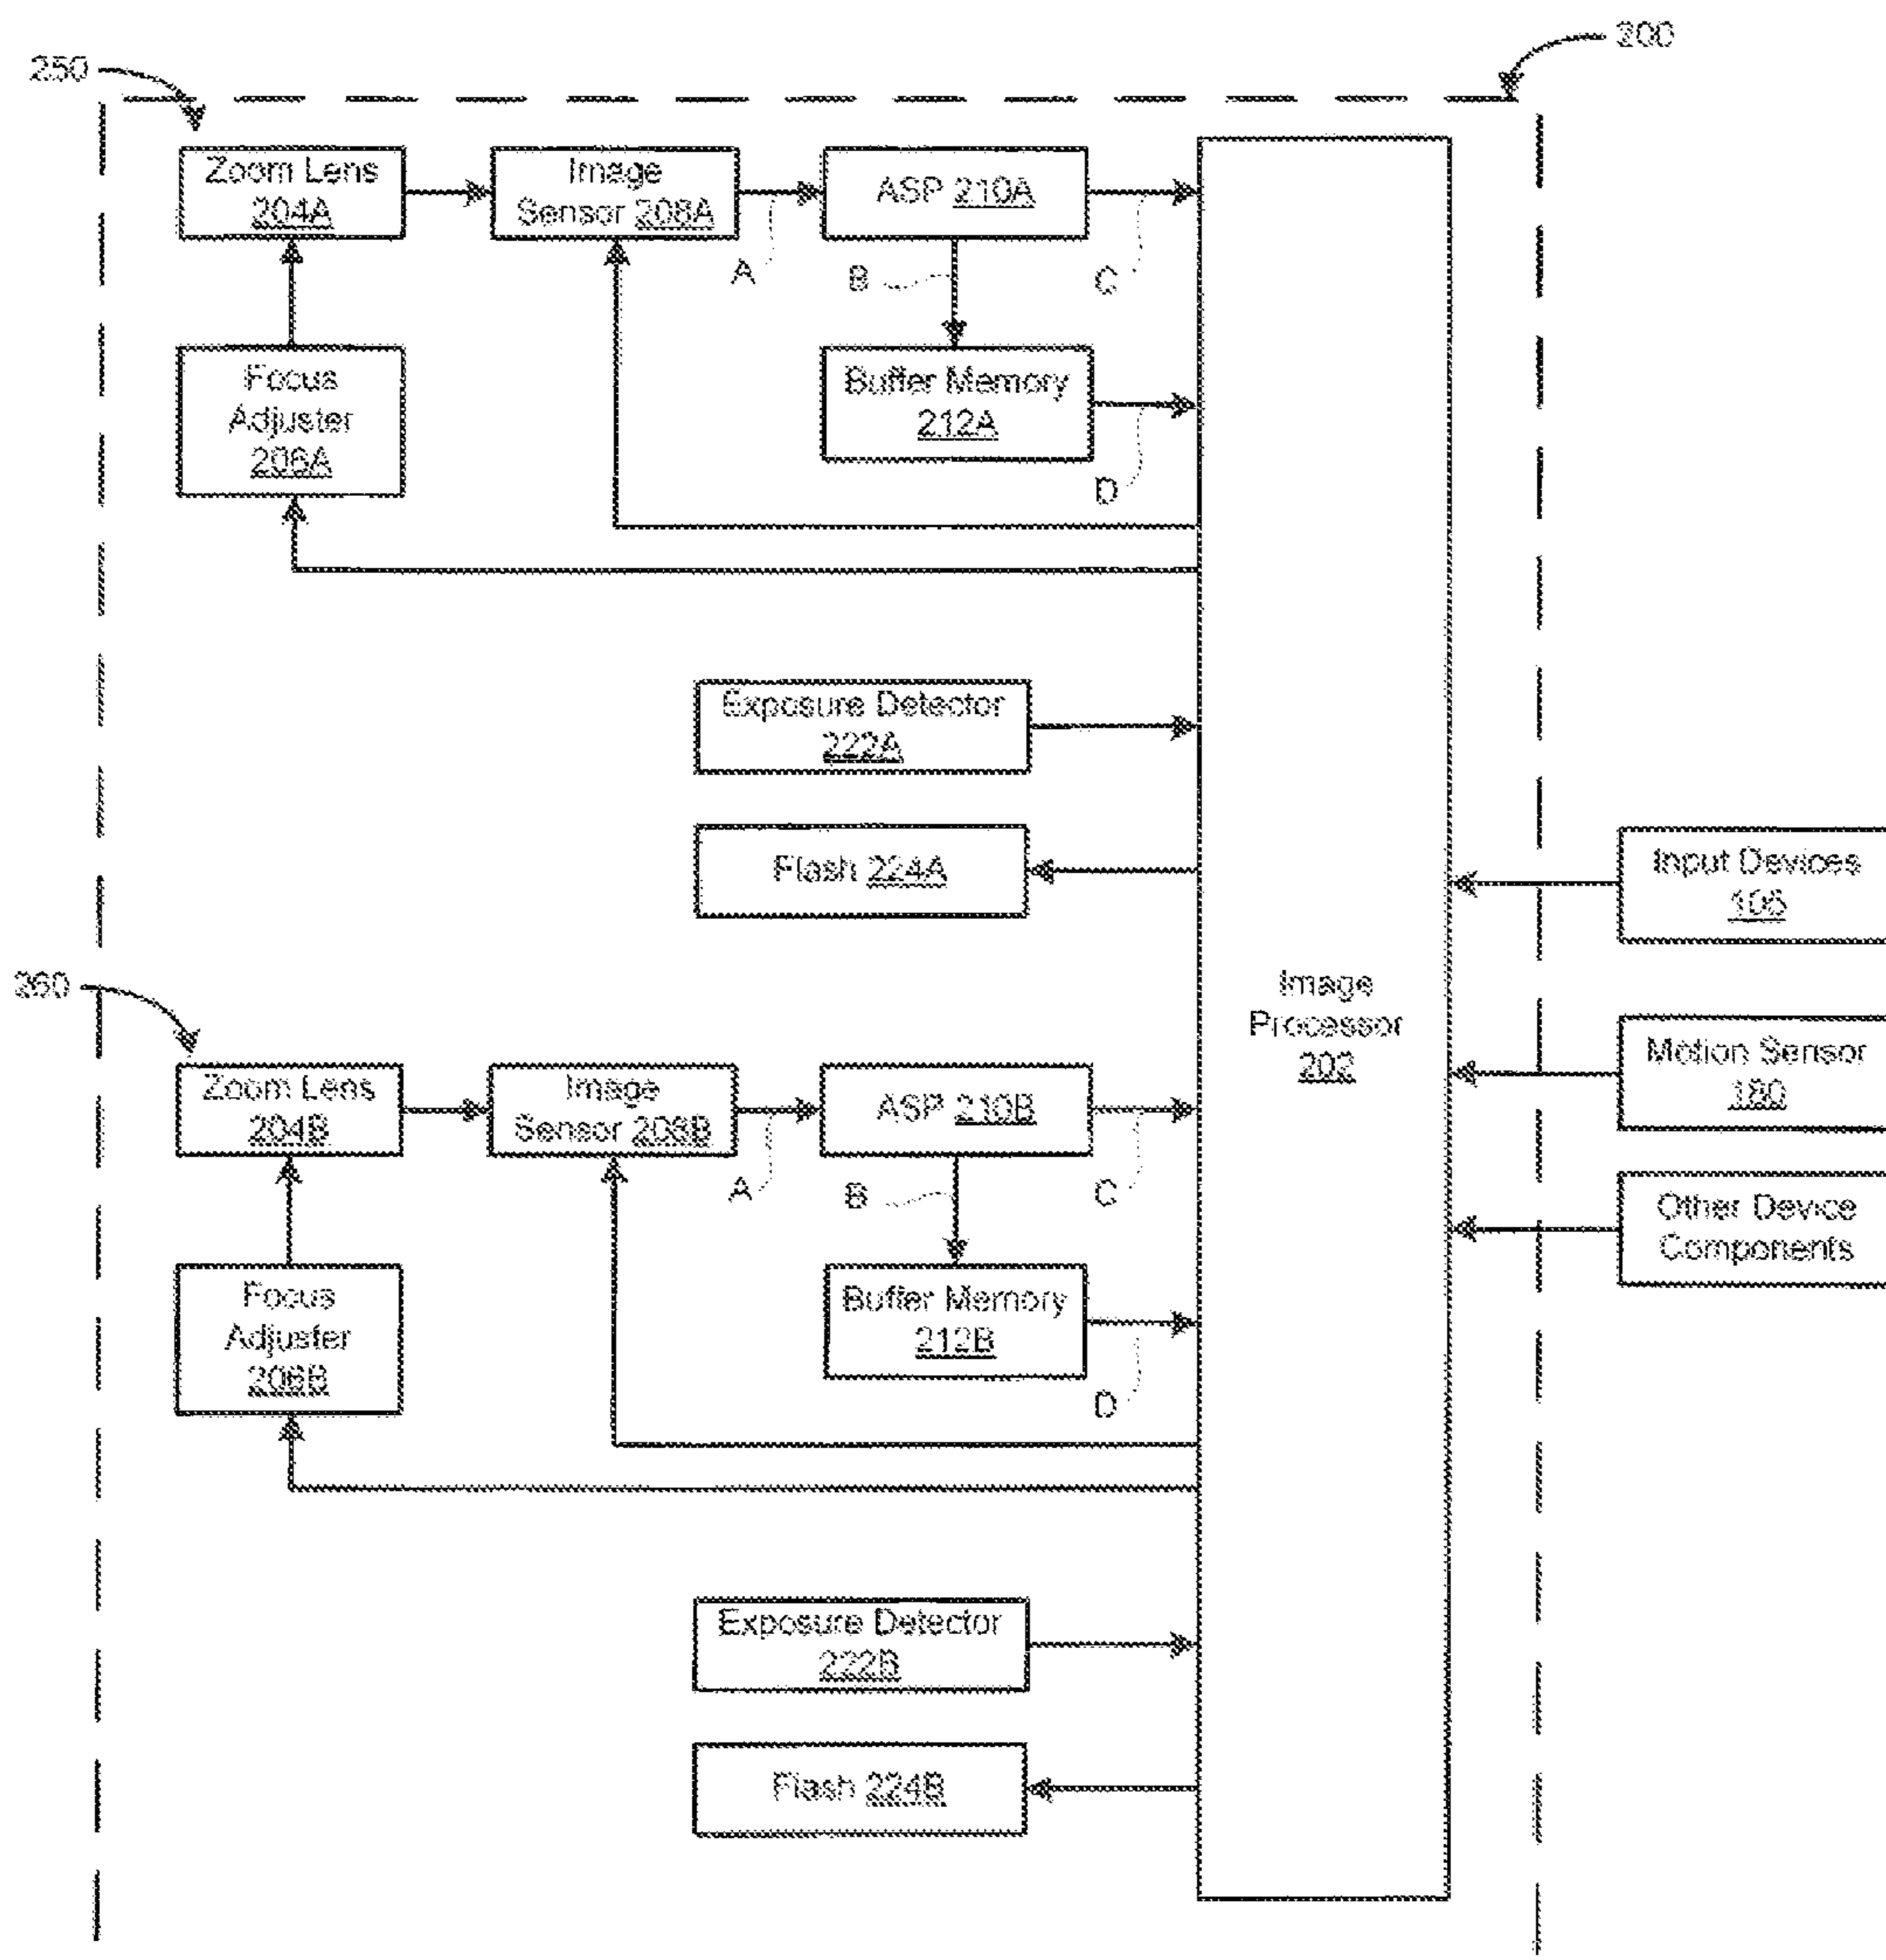 200
250
Zoom Lens
204A
Image
Sensor 208A
ASP 210A
A
B
C
Focus
Adjuster
206A
Buffer Memory
212A
D
Exposure Detector
222A
Flash 224A
Input Devices
106
260
Image
Processor
202
Zoom Lens
204B
Image
Sensor 208B
ASP 210B
Motion Sensor
180
A
B
C
Other Device
Components
Focus
Adjuster
206B
Buffer Memory
212B
D
Exposure Detector
222B
Flash 224B